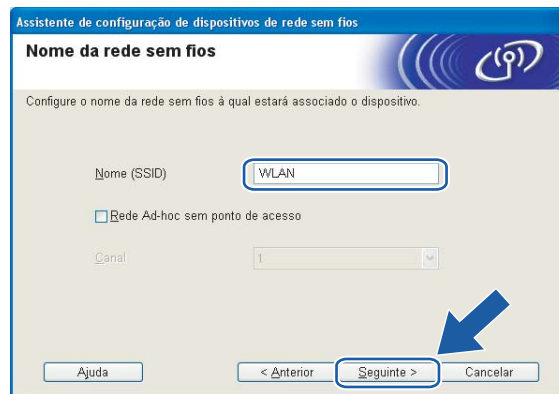 Assistente de configuração de dispositivos de rede sem fios
Nome da rede sem fios
Configure o nome da rede sem fios à qual estará associado o dispositivo.
Nome (SSID) WLAN
Rede Ad-hoc sem ponto de acesso
Canal 1
Ajuda < Anterior Seguinte > Cancelar